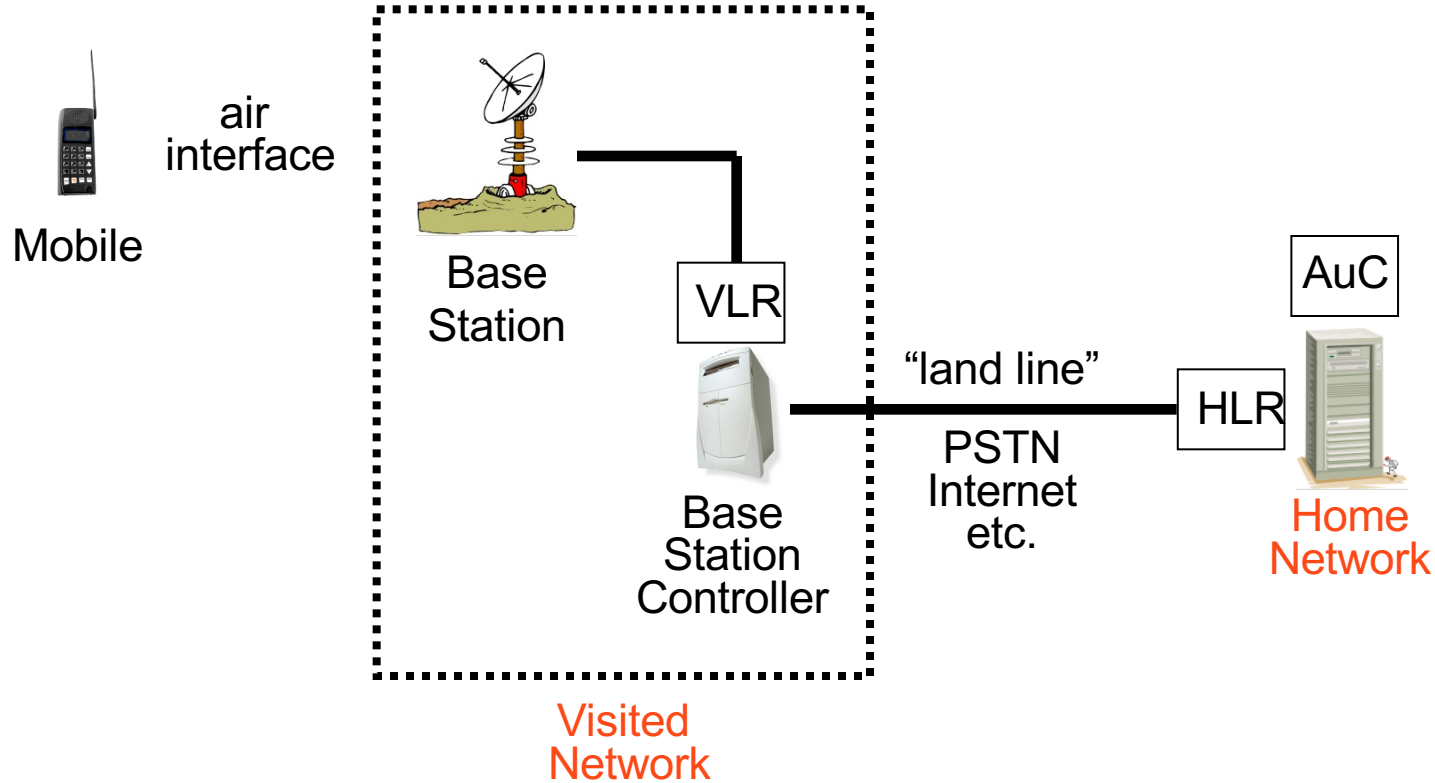 air
interface
Mobile
Base
Station
VLR
Base
Station
Controller
Visited
Network
“land line”
PSTN
Internet
etc.
HLR
AuC
Home
Network